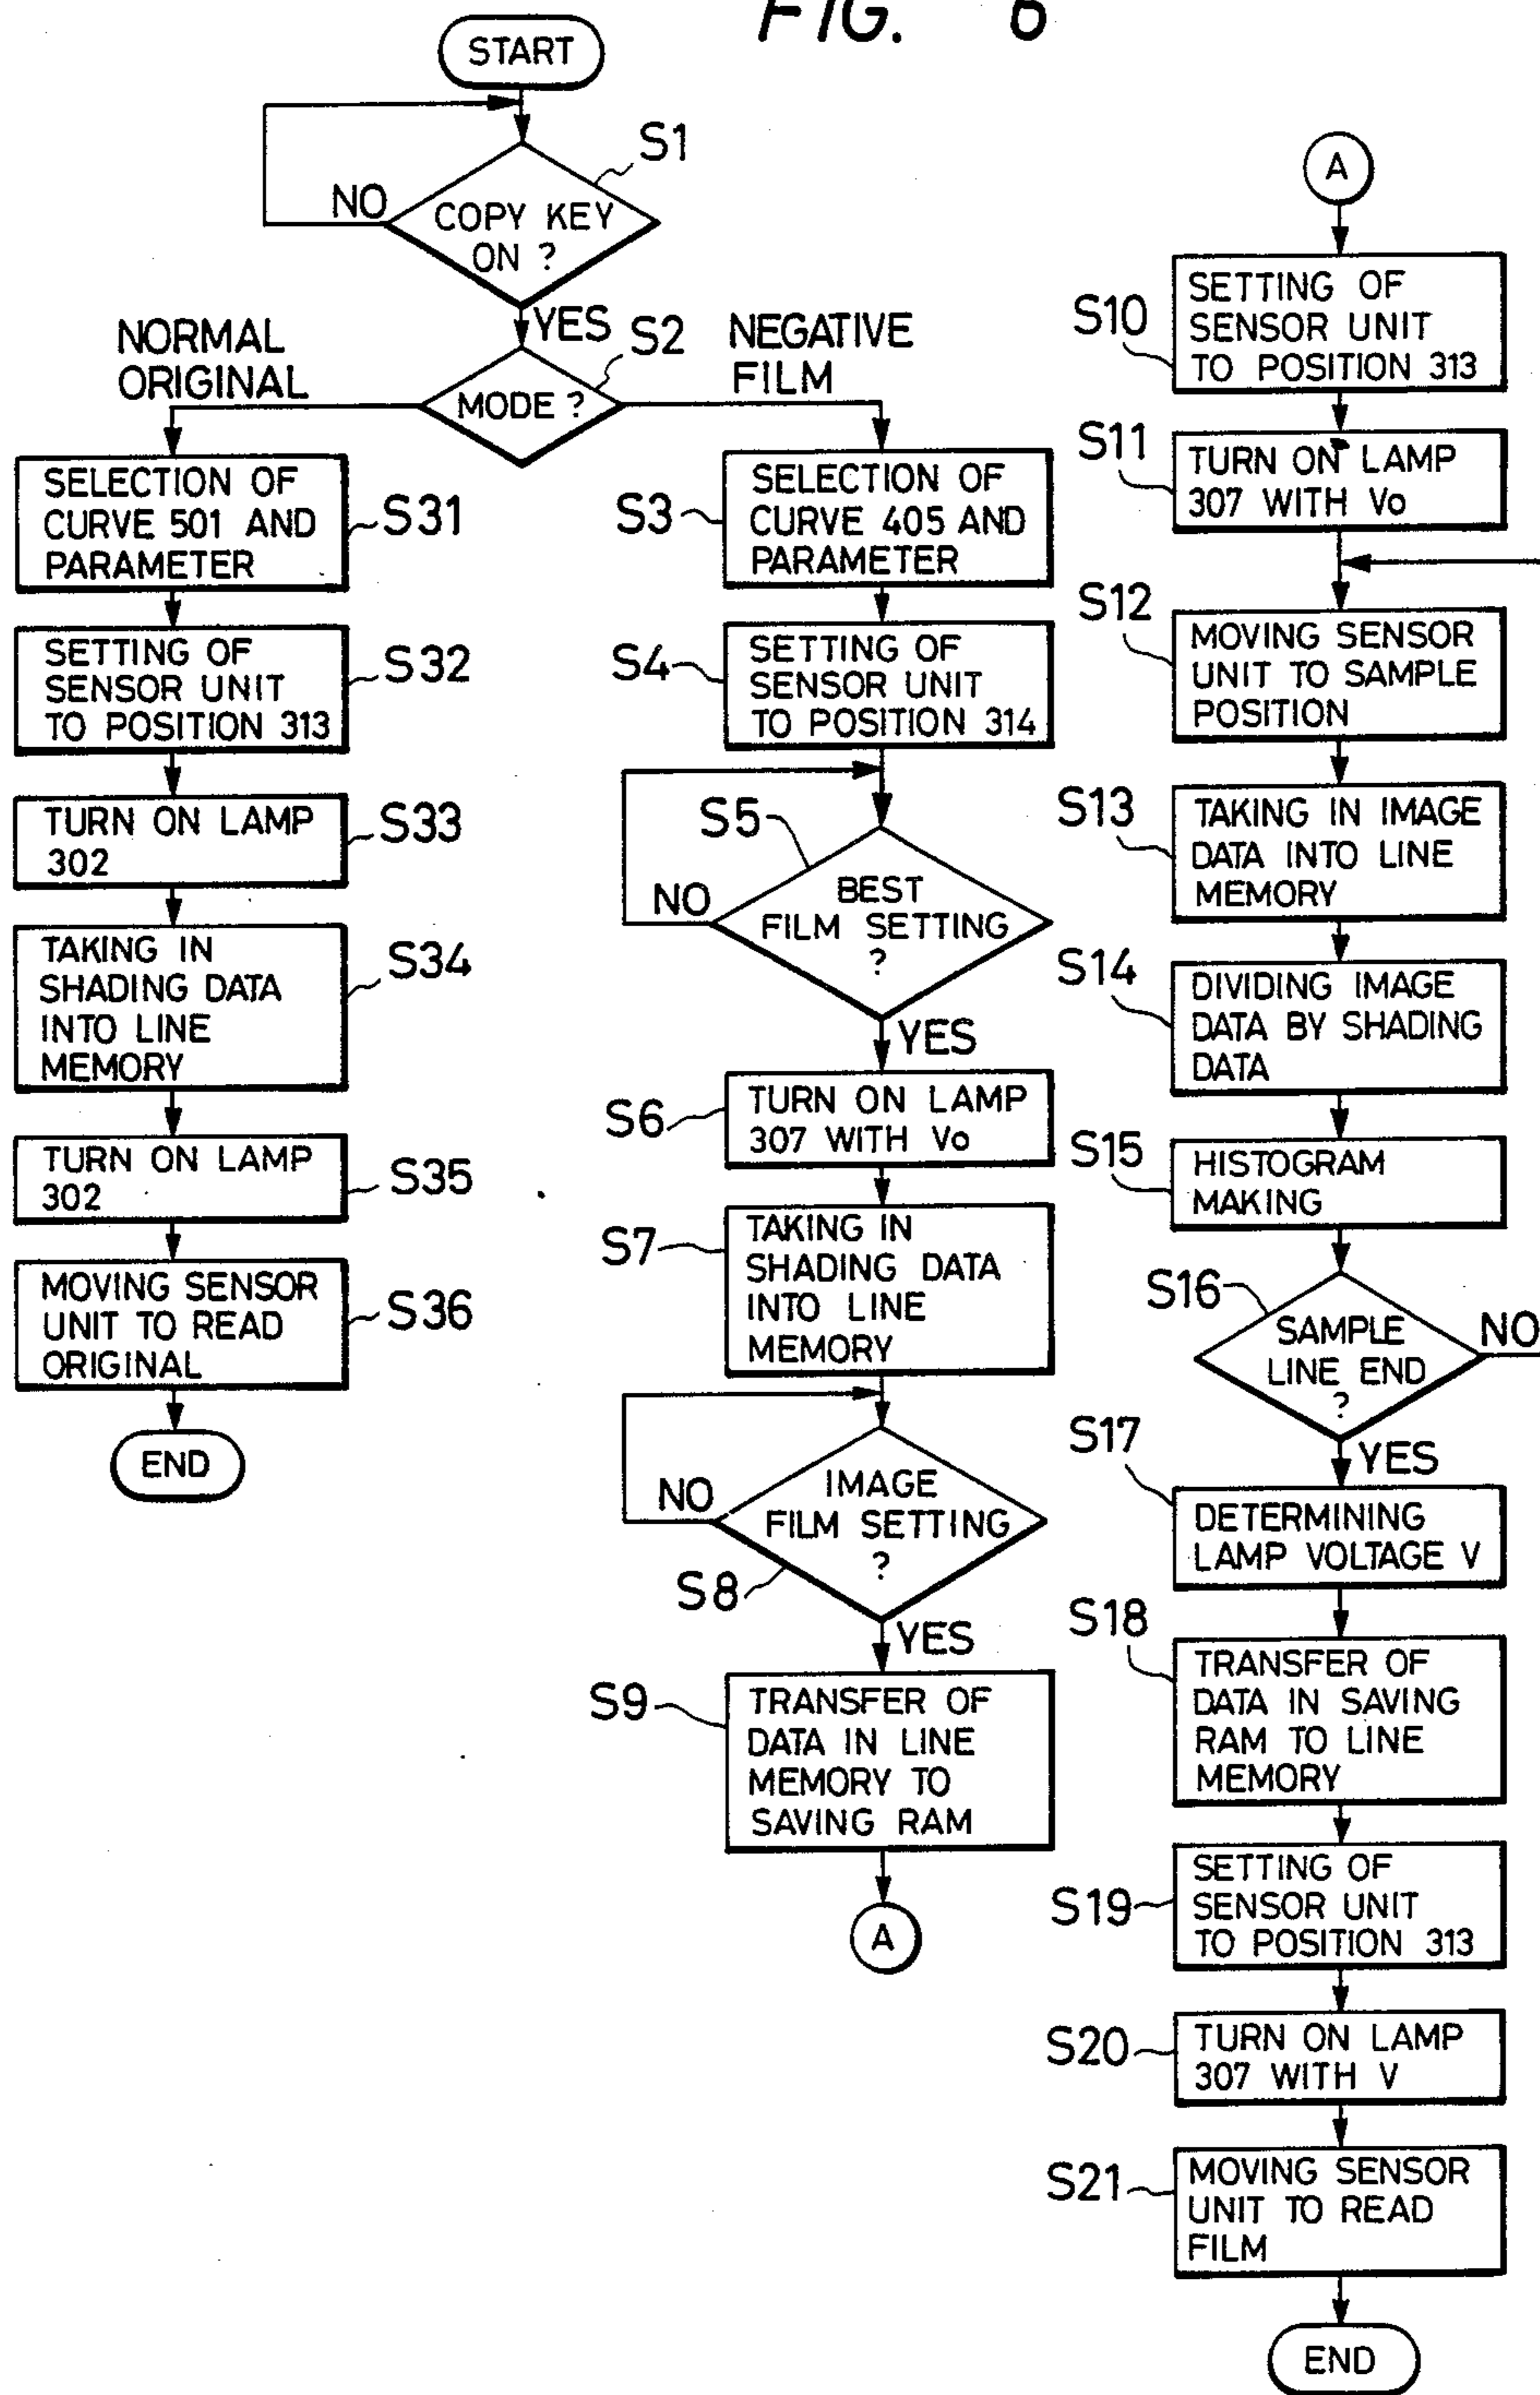 FIG. 6
START
S1
NO
COPY KEY
ON ?
YES
S2
NORMAL
ORIGINAL
NEGATIVE
FILM
MODE ?
SELECTION OF
CURVE 501 AND
PARAMETER
S31
SETTING OF
SENSOR UNIT
TO POSITION 313
S32
TURN ON LAMP
302
S33
TAKING IN
SHADING DATA
INTO LINE
MEMORY
S34
TURN ON LAMP
302
S35
MOVING SENSOR
UNIT TO READ
ORIGINAL
S36
END
S3
SELECTION OF
CURVE 405 AND
PARAMETER
S4
SETTING OF
SENSOR UNIT
TO POSITION 314
S5
NO
BEST
FILM SETTING
?
YES
S6
TURN ON LAMP
307 WITH Vo
S7
TAKING IN
SHADING DATA
INTO LINE
MEMORY
NO
IMAGE
FILM SETTING
?
S8
YES
S9
TRANSFER OF
DATA IN LINE
MEMORY TO
SAVING RAM
A
A
S10
SETTING OF
SENSOR UNIT
TO POSITION 313
S11
TURN ON LAMP
307 WITH Vo
S12
MOVING SENSOR
UNIT TO SAMPLE
POSITION
S13
TAKING IN IMAGE
DATA INTO LINE
MEMORY
S14
DIVIDING IMAGE
DATA BY SHADING
DATA
S15
HISTOGRAM
MAKING
S16
SAMPLE
LINE END
?
NO
YES
S17
DETERMINING
LAMP VOLTAGE V
S18
TRANSFER OF
DATA IN SAVING
RAM TO LINE
MEMORY
S19
SETTING OF
SENSOR UNIT
TO POSITION 313
S20
TURN ON LAMP
307 WITH V
S21
MOVING SENSOR
UNIT TO READ
FILM
END